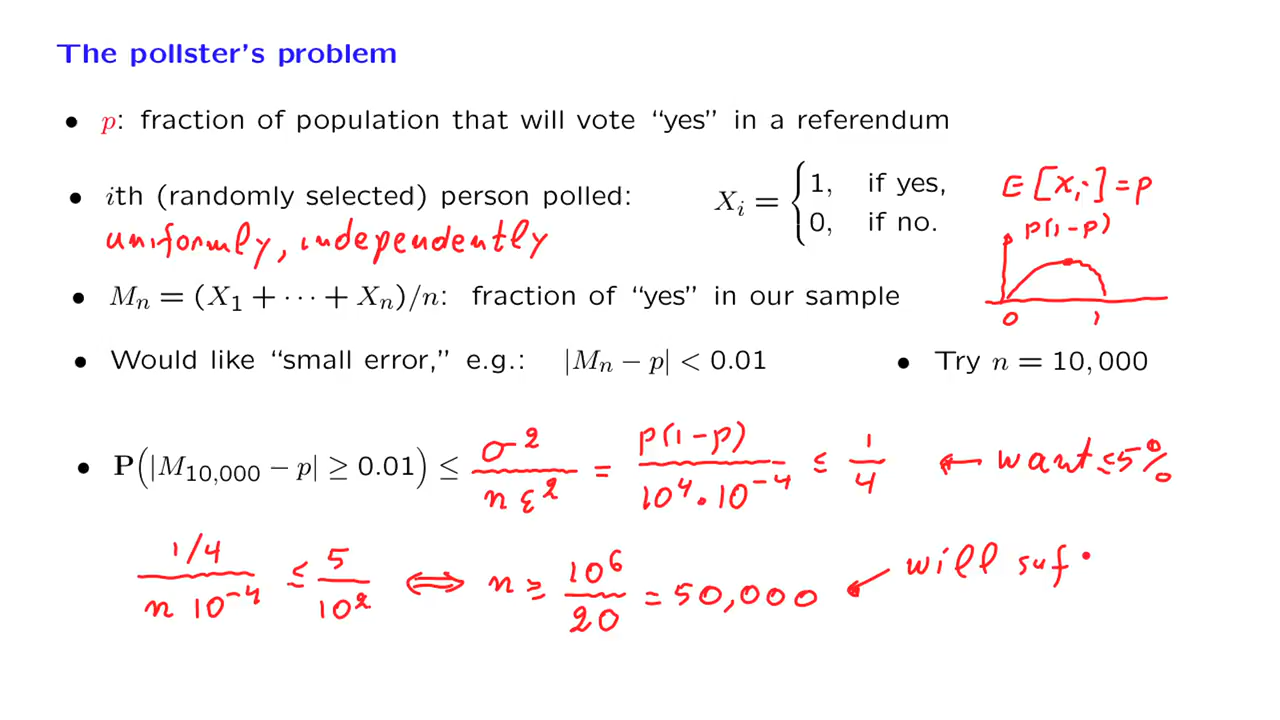 The pollster's problem
• p: fraction of population that will vote "yes" in a referendum
• ith (randomly selected) person polled: X_i = { 1, if yes, 0, if no.
E[X_i] = p
uniformly, independently
p(1-p)
0 1
• M_n = (X_1 + ··· + X_n)/n: fraction of "yes" in our sample
• Would like "small error," e.g.: |M_n − p| < 0.01
• Try n = 10,000
• P(|M_10,000 − p| ≥ 0.01) ≤ σ²/(n ε²) = p(1-p)/(10⁴·10⁻⁴) ≤ 1/4 ← want ≤ 5%
(1/4)/(n 10⁻⁴) ≤ 5/10² ⇔ n ≥ 10⁶/20 = 50,000 ← will suf